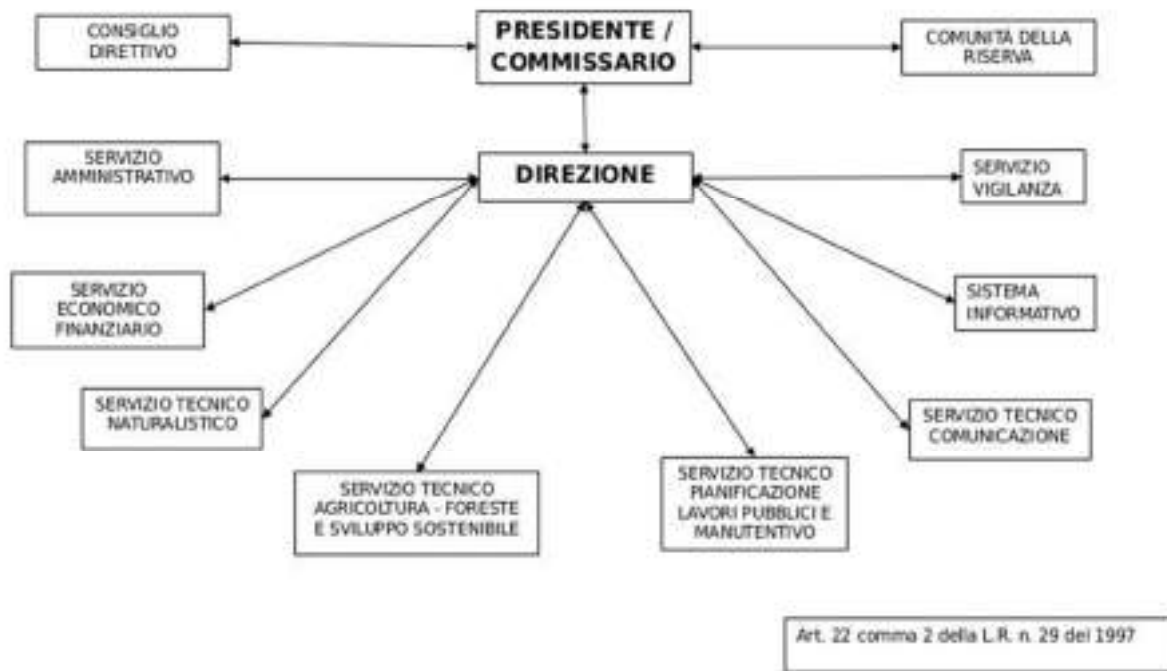 CONSIGLIO
DIRETTIVO
PRESIDENTE /
COMMISSARIO
COMUNITÀ DELLA
RISERVA
SERVIZIO
AMMINISTRATIVO
DIREZIONE
SERVIZIO
VIGILANZA
SERVIZIO
ECONOMICO
FINANZIARIO
SISTEMA
INFORMATIVO
SERVIZIO TECNICO
NATURALISTICO
SERVIZIO TECNICO
COMUNICAZIONE
SERVIZIO TECNICO
AGRICOLTURA - FORESTE
E SVILUPPO SOSTENIBILE
SERVIZIO TECNICO
PIANIFICAZIONE
LAVORI PUBBLICI E
MANUTENTIVO
Art. 22 comma 2 della L.R. n. 29 del 1997